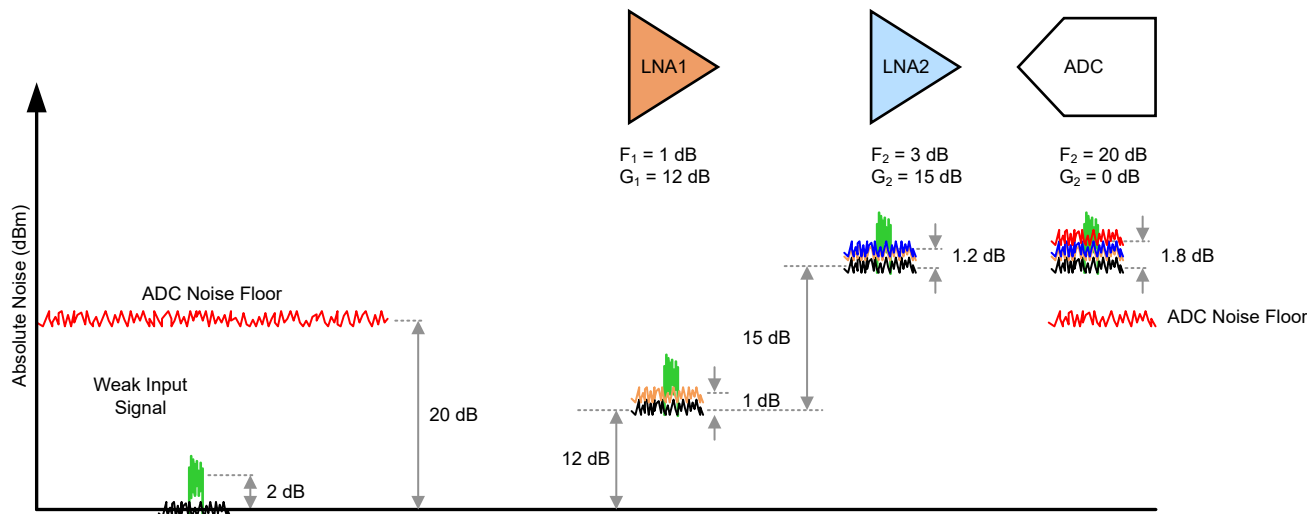 LNA1
LNA2
ADC
F₁ = 1 dB
G₁ = 12 dB
F₂ = 3 dB
G₂ = 15 dB
F₂ = 20 dB
G₂ = 0 dB
Absolute Noise (dBm)
ADC Noise Floor
1.2 dB
1.8 dB
ADC Noise Floor
15 dB
Weak Input
Signal
20 dB
1 dB
12 dB
2 dB